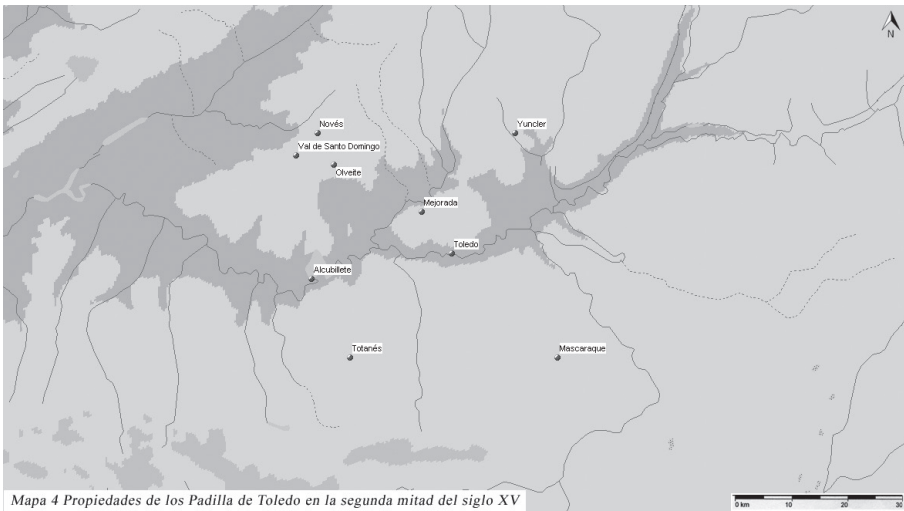 N
Novés
Yuncler
Val de Santo Domingo
Olveite
Mejorada
Toledo
Alcubillete
Totanés
Mascaraque
Mapa 4 Propiedades de los Padilla de Toledo en la segunda mitad del siglo XV
0 km 10 20 30